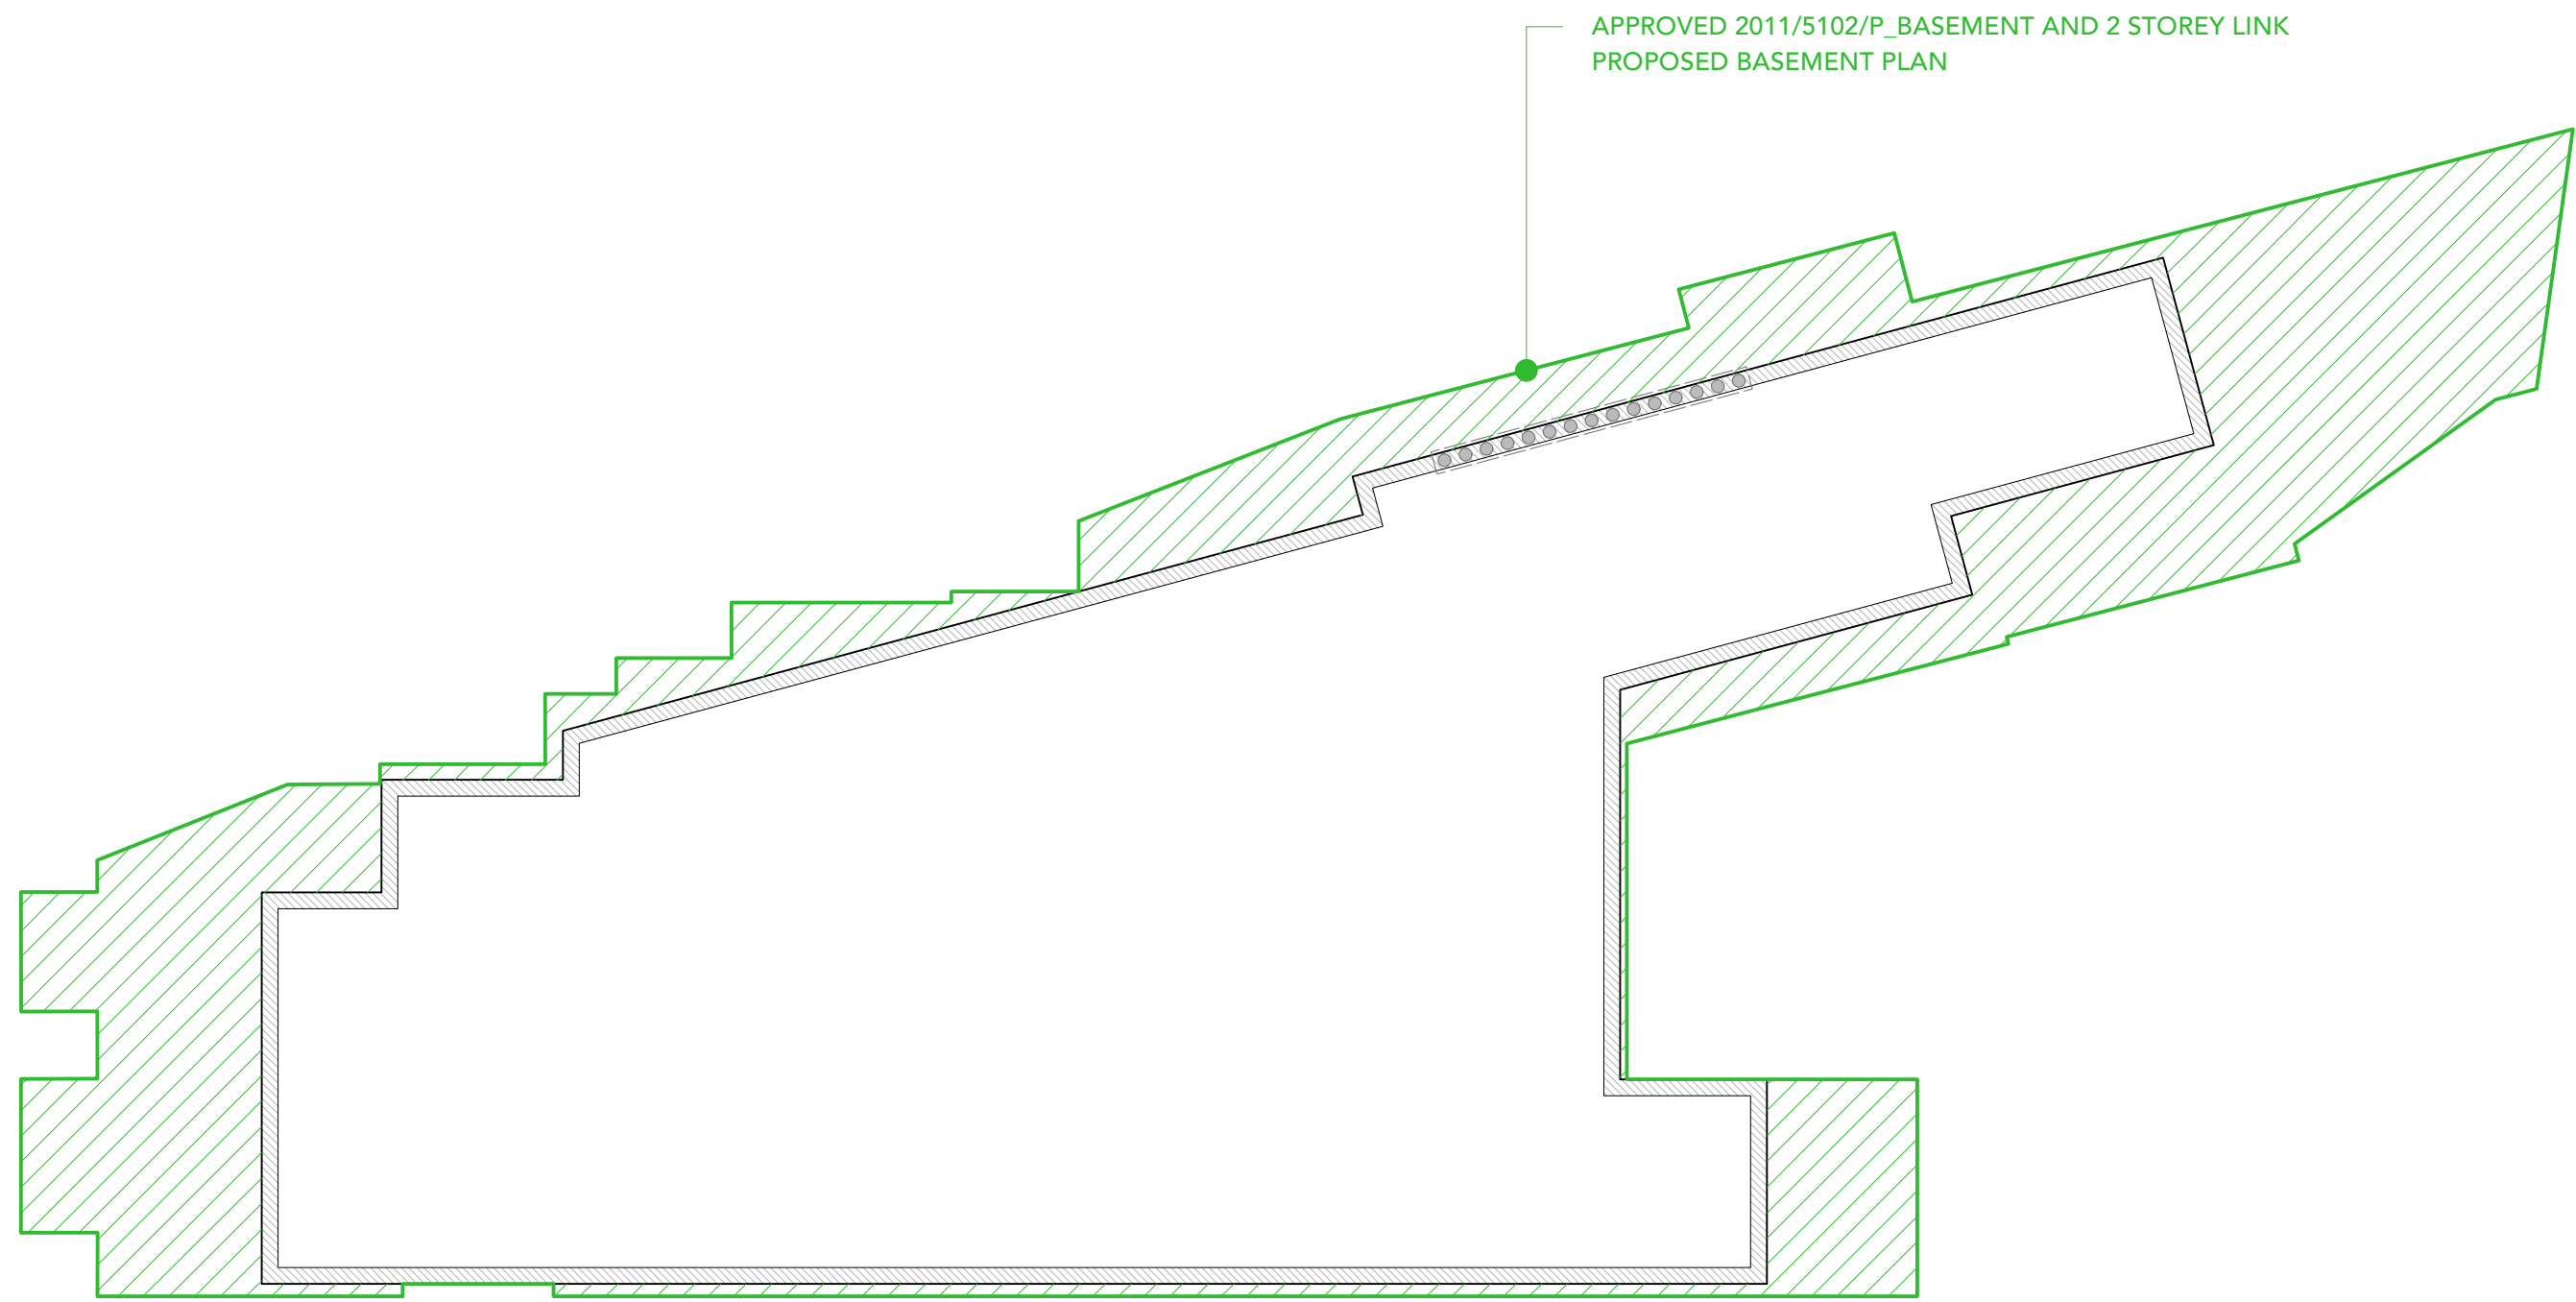 APPROVED 2011/5102/P_BASEMENT AND 2 STOREY LINK
PROPOSED BASEMENT PLAN